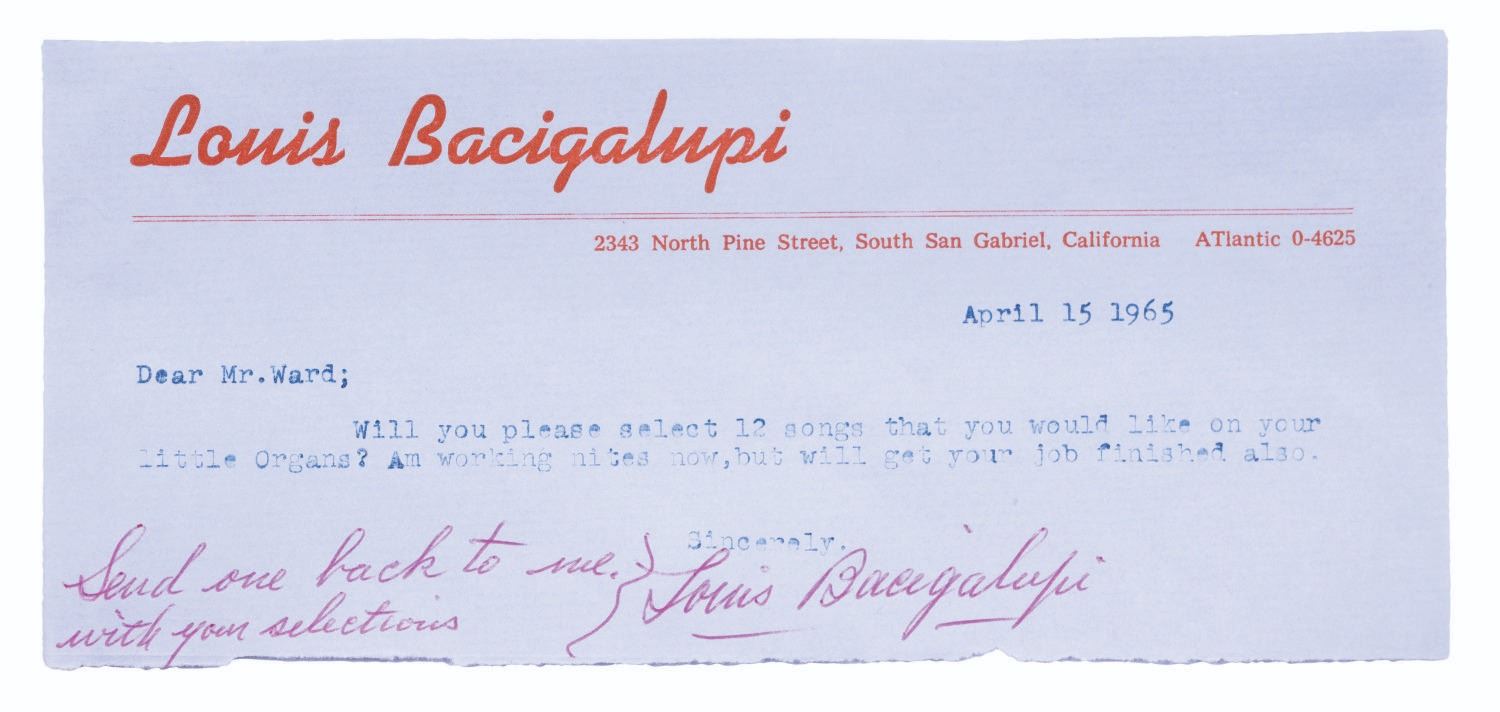 Louis Bacigalupi
2343 North Pine Street, South San Gabriel, California ATlantic 0-4625
April 15 1965
Dear Mr.Ward;
Will you please select 12 songs that you would like on your
little Organs? Am working nites now,but will get your job finished also.
Sincerely.
Louis Bacigalupi
Send one back to me.
with your selections